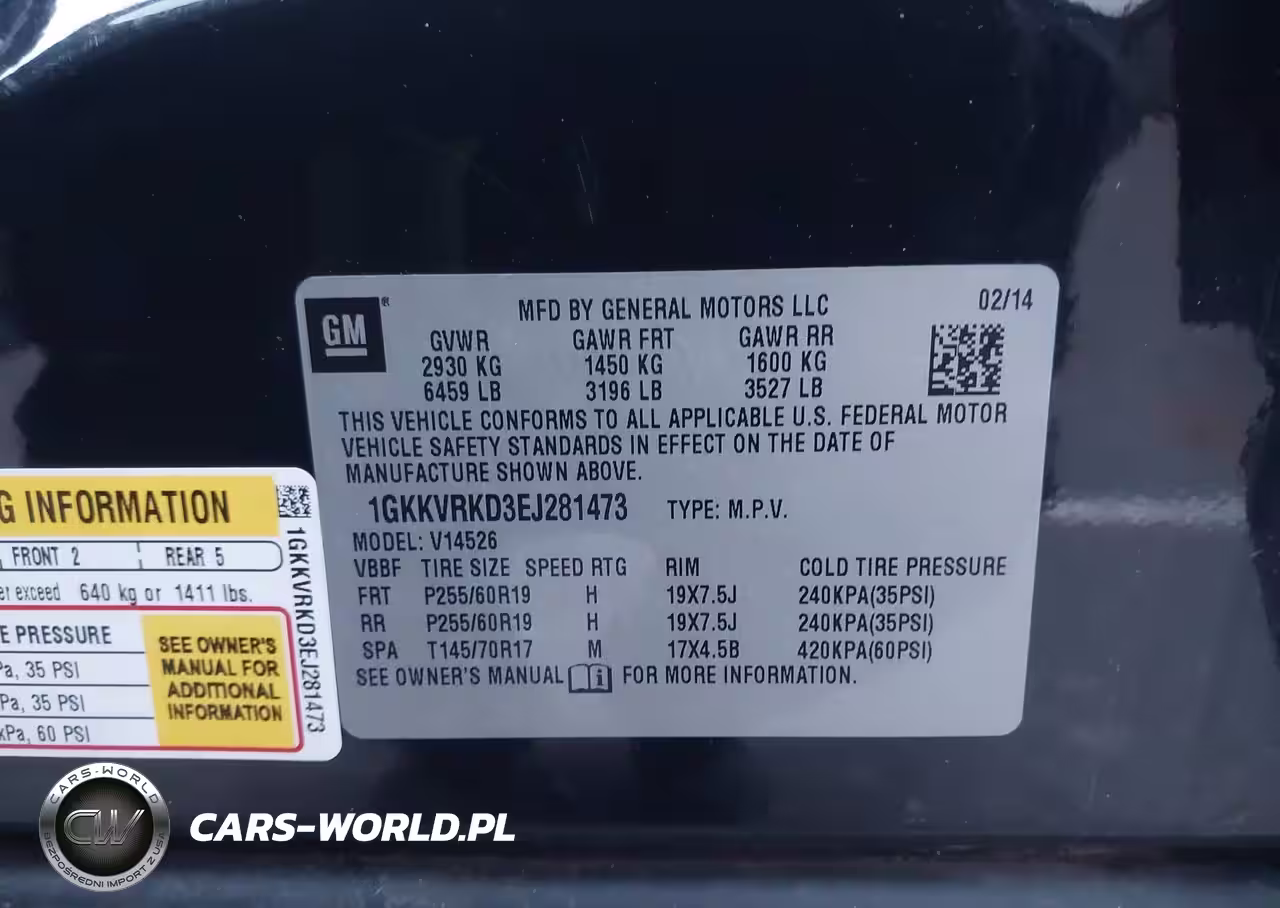 GM ®
MFD BY GENERAL MOTORS LLC 02/14
GVWR GAWR FRT GAWR RR
2930 KG 1450 KG 1600 KG
6459 LB 3196 LB 3527 LB
THIS VEHICLE CONFORMS TO ALL APPLICABLE U.S. FEDERAL MOTOR
VEHICLE SAFETY STANDARDS IN EFFECT ON THE DATE OF
MANUFACTURE SHOWN ABOVE.
1GKKVRKD3EJ281473 TYPE: M.P.V.
MODEL: V14526
VBBF TIRE SIZE SPEED RTG RIM COLD TIRE PRESSURE
FRT P255/60R19 H 19X7.5J 240KPA(35PSI)
RR P255/60R19 H 19X7.5J 240KPA(35PSI)
SPA T145/70R17 M 17X4.5B 420KPA(60PSI)
SEE OWNER'S MANUAL i FOR MORE INFORMATION.
G INFORMATION
FRONT 2 REAR 5
er exceed 640 kg or 1411 lbs.
E PRESSURE
Pa, 35 PSI
Pa, 35 PSI
kPa, 60 PSI
SEE OWNER'S
MANUAL FOR
ADDITIONAL
INFORMATION
1GKKVRKD3EJ281473
CARS-WORLD
CW
BEZPOŚREDNI IMPORT Z USA
CARS-WORLD.PL